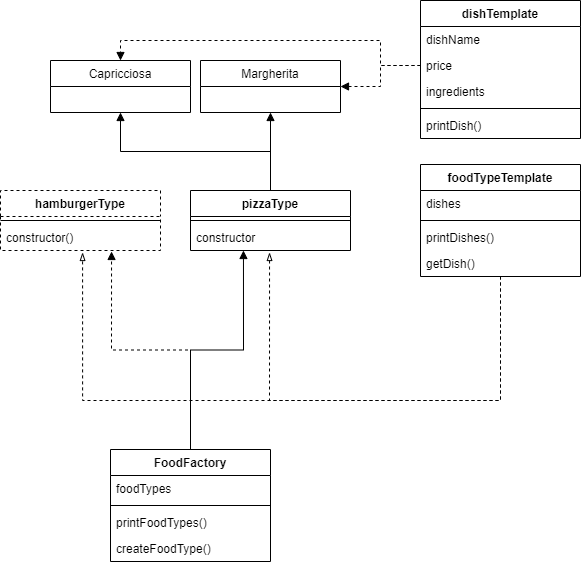 dishTemplate
dishName
price
ingredients
printDish()
Capricciosa
Margherita
hamburgerType
constructor()
pizzaType
constructor
foodTypeTemplate
dishes
printDishes()
getDish()
FoodFactory
foodTypes
printFoodTypes()
createFoodType()